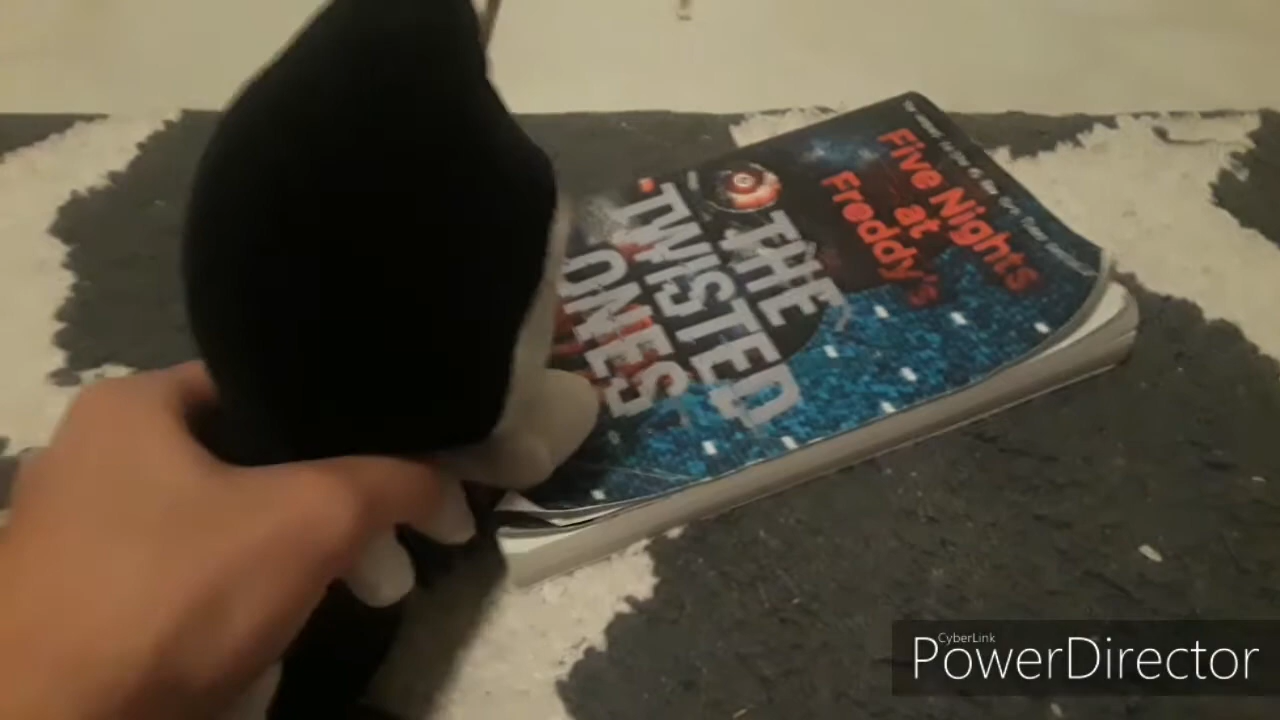 Five Nights
at
Freddy's
THE
TWISTED
ONES
CyberLink
PowerDirector